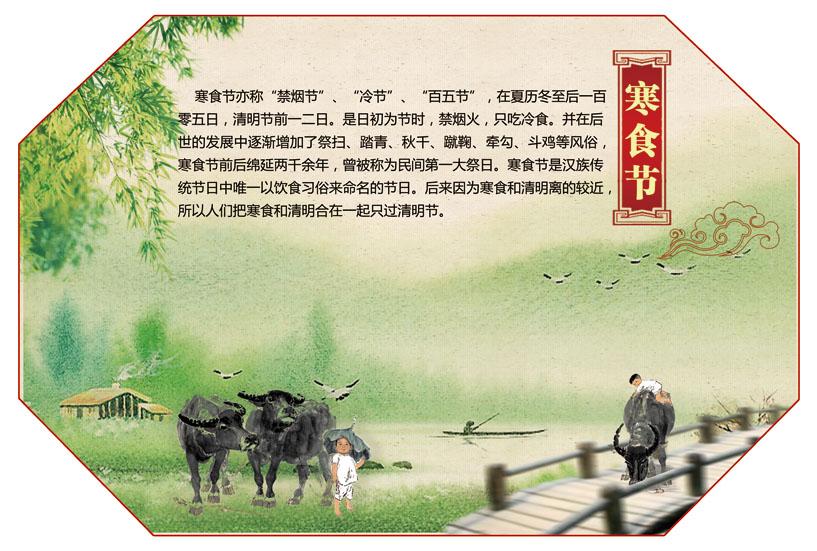 寒食节
寒食节亦称“禁烟节”、“冷节”、“百五节”，在夏历冬至后一百
零五日，清明节前一二日。是日初为节时，禁烟火，只吃冷食。并在后
世的发展中逐渐增加了祭扫、踏青、秋千、蹴鞠、牵勾、斗鸡等风俗，
寒食节前后绵延两千余年，曾被称为民间第一大祭日。寒食节是汉族传
统节日中唯一以饮食习俗来命名的节日。后来因为寒食和清明离的较近，
所以人们把寒食和清明合在一起只过清明节。